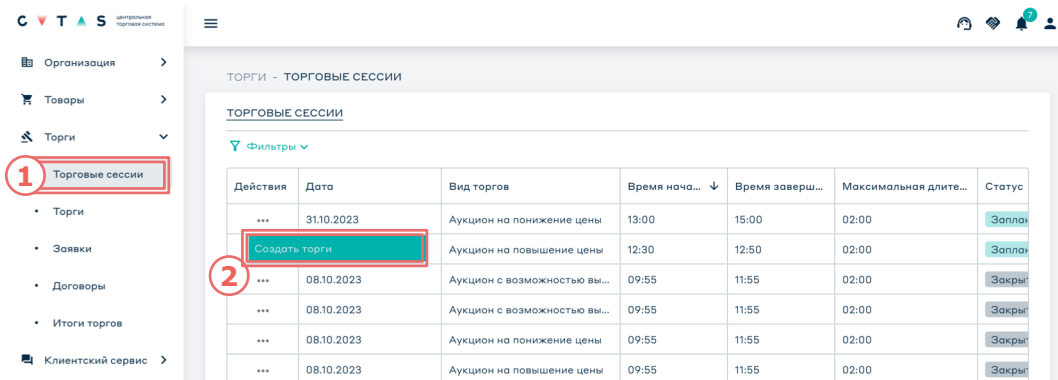 C T S центральная торговая система
7
Организация
Товары
Торги
1
Торговые сессии
Торги
Заявки
Договоры
Итоги торгов
Клиентский сервис
ТОРГИ - ТОРГОВЫЕ СЕССИИ
ТОРГОВЫЕ СЕССИИ
Фильтры
Действия Дата Вид торгов Время нача... Время заверш... Максимальная длите... Статус
... 31.10.2023 Аукцион на понижение цены 13:00 15:00 02:00 Заплан
Создать торги Аукцион на повышение цены 12:30 12:50 02:00 Заплан
2
... 08.10.2023 Аукцион с возможностью вы... 09:55 11:55 02:00 Закрыт
... 08.10.2023 Аукцион с возможностью вы... 09:55 11:55 02:00 Закрыт
... 08.10.2023 Аукцион на понижение цены 09:55 11:55 02:00 Закрыт
... 08.10.2023 Аукцион на повышение цены 09:55 11:55 02:00 Закрыт